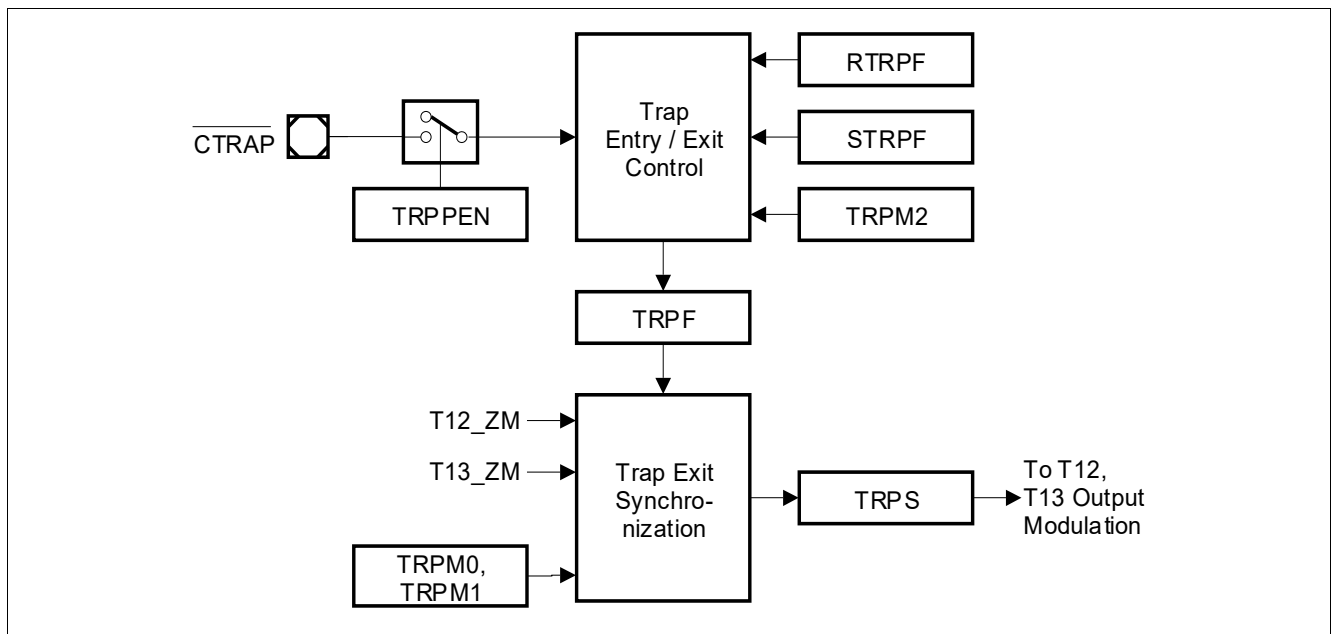 RTRPF
Trap
Entry / Exit
Control
CTRAP
STRPF
TRPPEN
TRPM2
TRPF
T12_ZM
T13_ZM
Trap Exit
Synchro-
nization
TRPS
To T12,
T13 Output
Modulation
TRPM0,
TRPM1